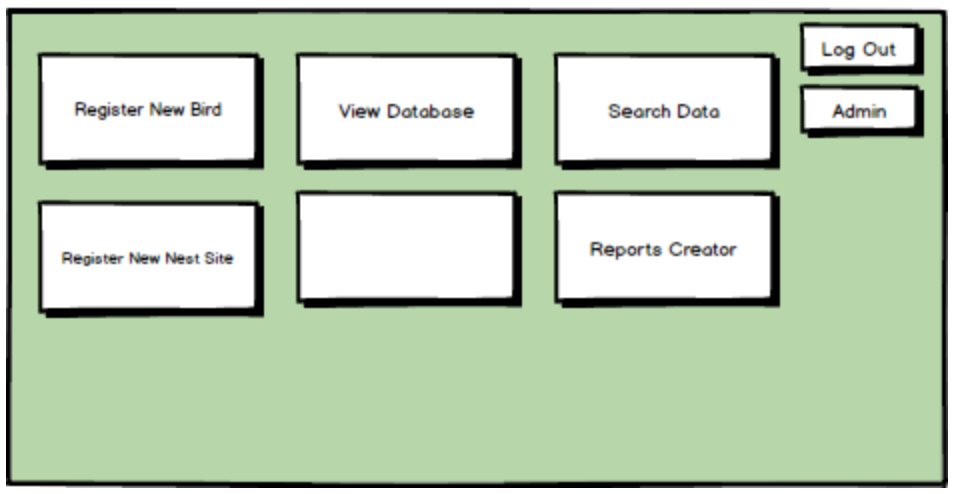 Register New Bird
View Database
Search Data
Log Out
Admin
Register New Nest Site
Reports Creator